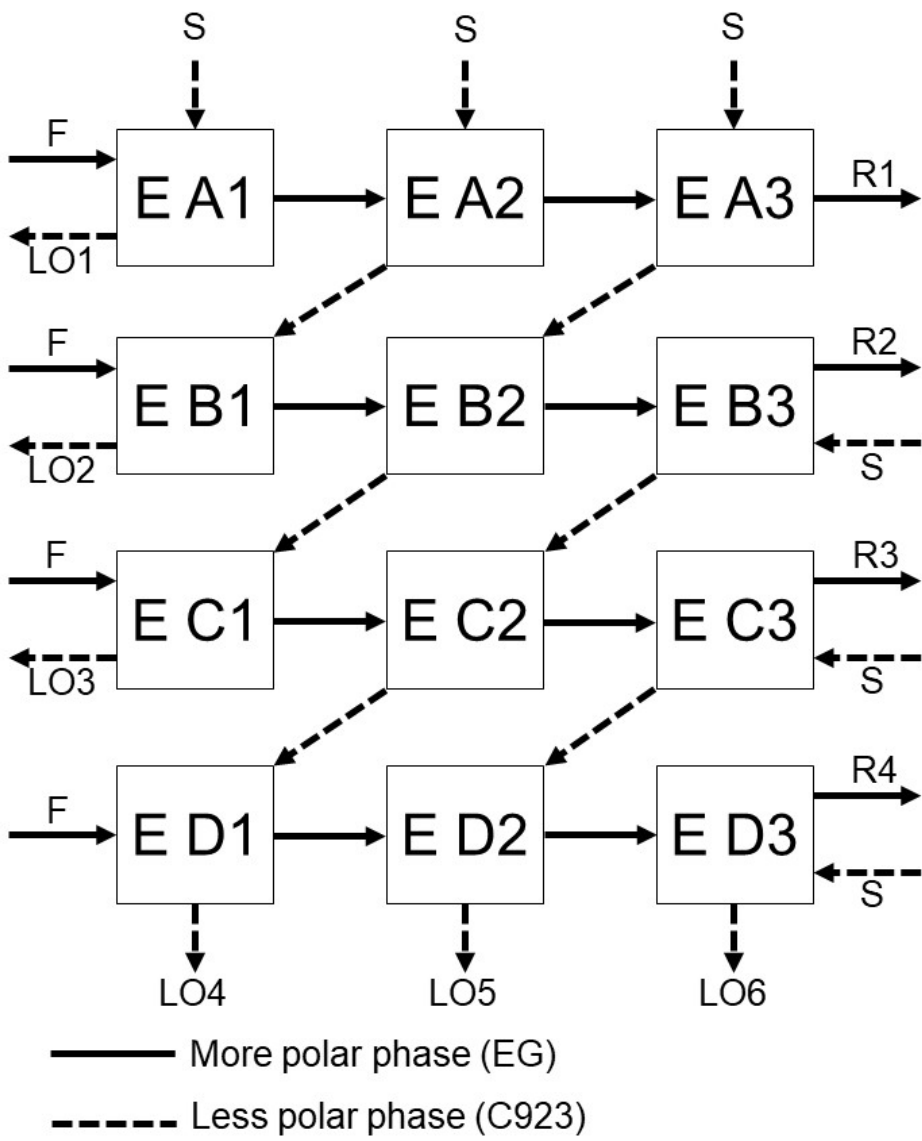 S S S
F
E A1 E A2 E A3
R1
LO1
F
E B1 E B2 E B3
R2
LO2
S
F
E C1 E C2 E C3
R3
LO3
S
F
E D1 E D2 E D3
R4
S
LO4 LO5 LO6
More polar phase (EG)
Less polar phase (C923)